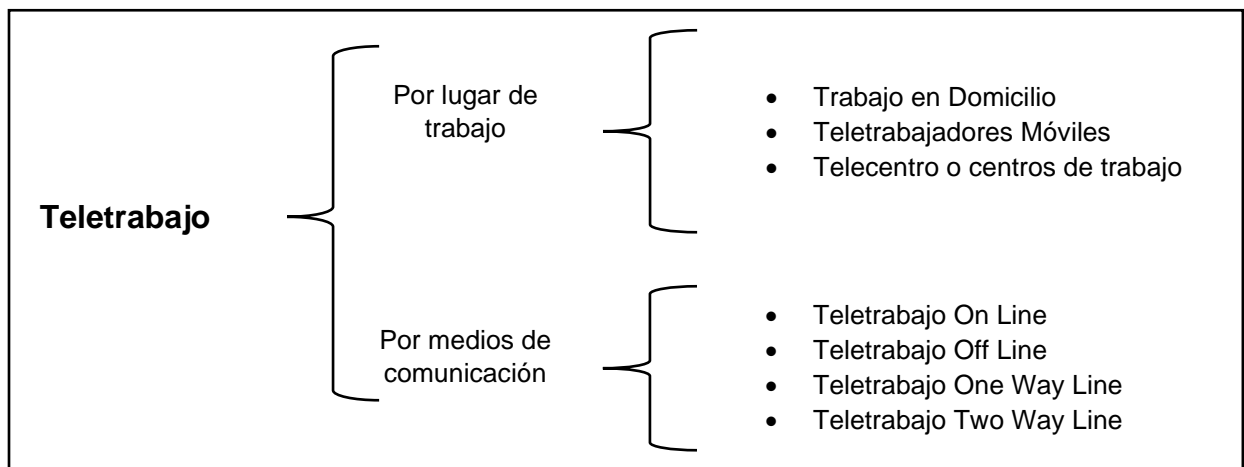 Teletrabajo
Por lugar de
trabajo
• Trabajo en Domicilio
• Teletrabajadores Móviles
• Telecentro o centros de trabajo
Por medios de
comunicación
• Teletrabajo On Line
• Teletrabajo Off Line
• Teletrabajo One Way Line
• Teletrabajo Two Way Line